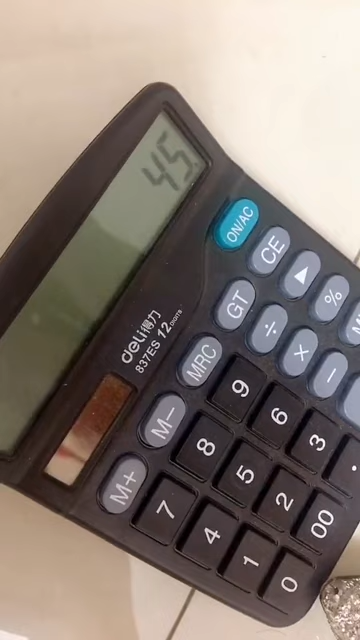 45.
deli得力
837ES 12 DIGITS
ON/AC
CE
▲
%
GT
÷
×
−
MRC
9
6
3
.
M−
8
5
2
00
M+
7
4
1
0